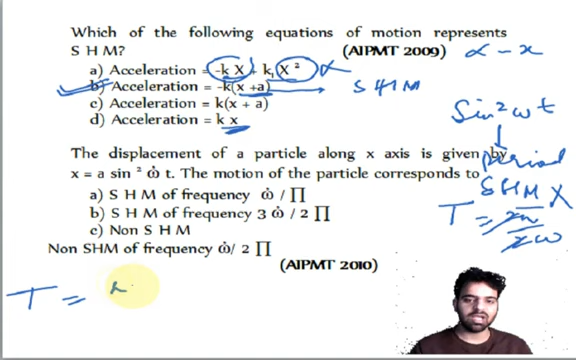 Which of the following equations of motion represents
S H M? (AIPMT 2009) ∝ - x
a) Acceleration = -k X + k₁ X ² ∝
b) Acceleration = -k(x +a) → S H M
c) Acceleration = k(x + a)
d) Acceleration = k x
Sin²ωt
The displacement of a particle along x axis is given by
period
x = a sin ² ώ t. The motion of the particle corresponds to
SHM X
a) S H M of frequency ώ / ∏
b) S H M of frequency 3 ώ / 2 ∏
T = 2π/2ω
c) Non S H M
Non SHM of frequency ώ/ 2 ∏
(AIPMT 2010)
T =